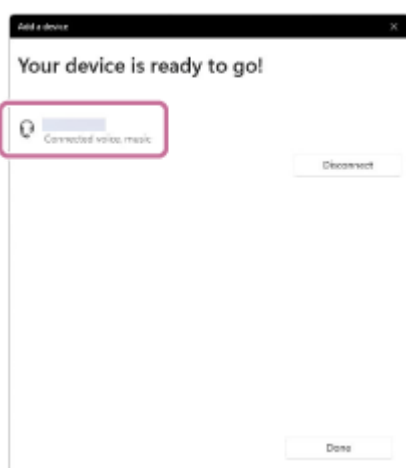 Add a device
Your device is ready to go!
Connected voice, music
Disconnect
Done